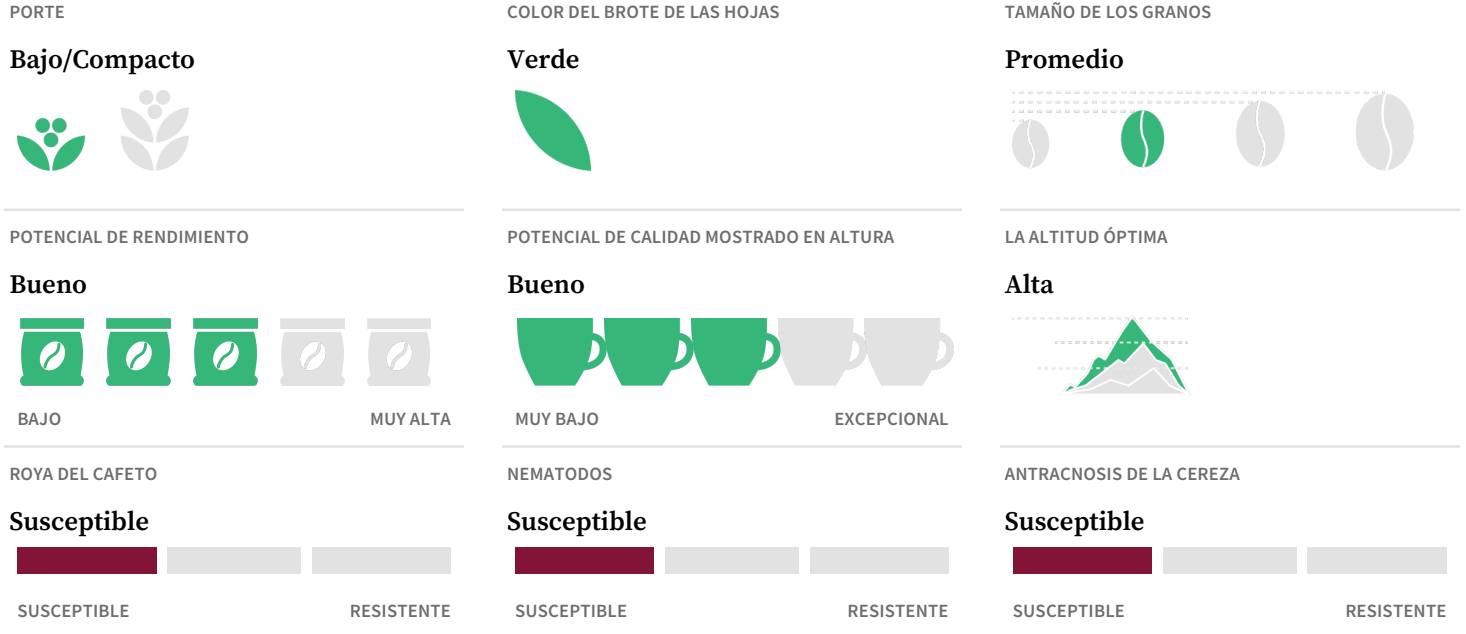 PORTE
Bajo/Compacto
COLOR DEL BROTE DE LAS HOJAS
Verde
TAMAÑO DE LOS GRANOS
Promedio
POTENCIAL DE RENDIMIENTO
Bueno
BAJO
MUY ALTA
POTENCIAL DE CALIDAD MOSTRADO EN ALTURA
Bueno
MUY BAJO
EXCEPCIONAL
LA ALTITUD ÓPTIMA
Alta
ROYA DEL CAFETO
Susceptible
SUSCEPTIBLE
RESISTENTE
NEMATODOS
Susceptible
SUSCEPTIBLE
RESISTENTE
ANTRACNOSIS DE LA CEREZA
Susceptible
SUSCEPTIBLE
RESISTENTE